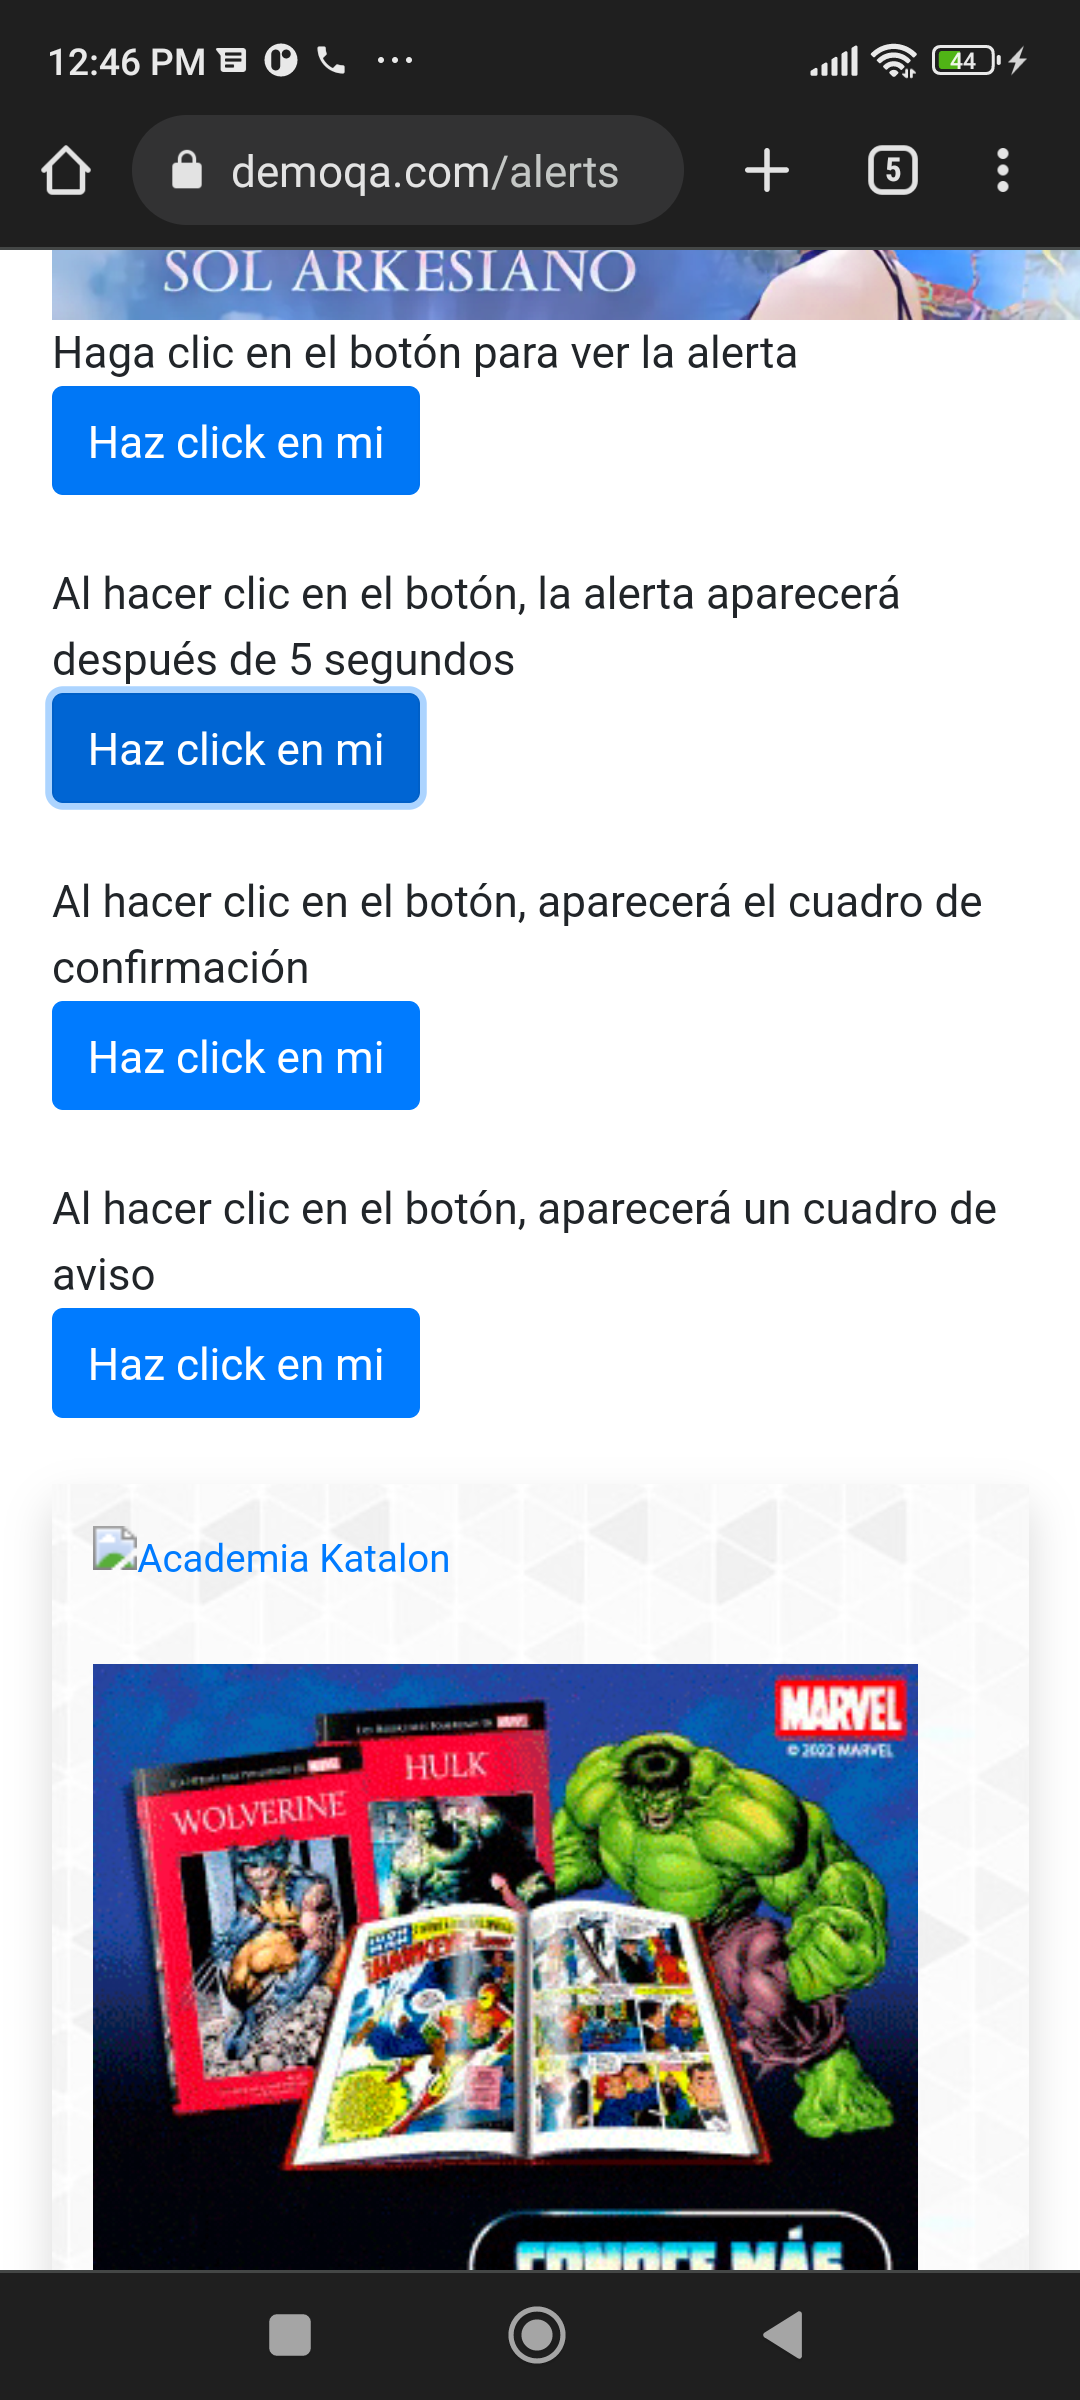 12:46 PM
44
demoqa.com/alerts
5
SOL ARKESIANO
Haga clic en el botón para ver la alerta
Haz click en mi
Al hacer clic en el botón, la alerta aparecerá
después de 5 segundos
Haz click en mi
Al hacer clic en el botón, aparecerá el cuadro de
confirmación
Haz click en mi
Al hacer clic en el botón, aparecerá un cuadro de
aviso
Haz click en mi
Academia Katalon
MARVEL
© 2022 MARVEL
HULK
WOLVERINE
CONOCE MÁS